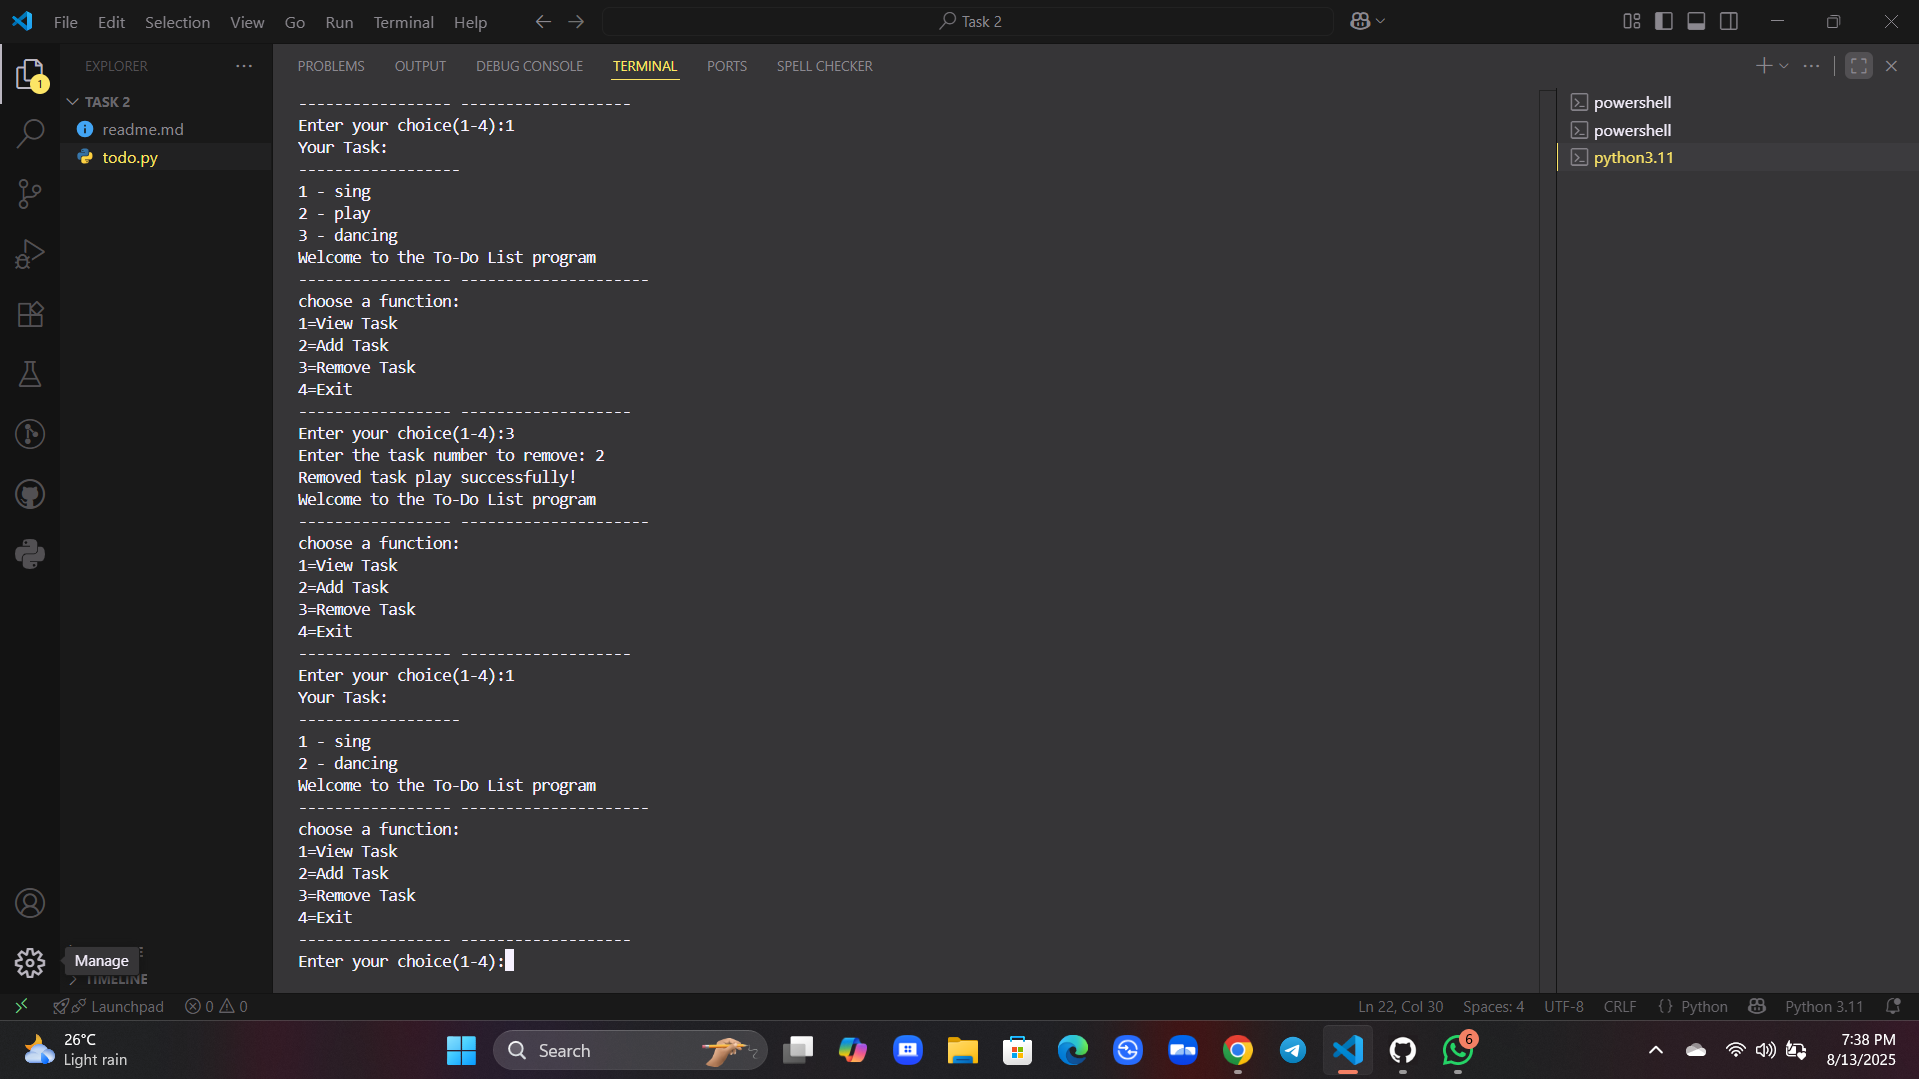 File Edit Selection View Go Run Terminal Help
Task 2
EXPLORER
PROBLEMS OUTPUT DEBUG CONSOLE TERMINAL PORTS SPELL CHECKER
1
TASK 2
readme.md
todo.py
powershell
powershell
python3.11
----------------- -------------------
Enter your choice(1-4):1
Your Task:
------------------
1 - sing
2 - play
3 - dancing
Welcome to the To-Do List program
----------------- ---------------------
choose a function:
1=View Task
2=Add Task
3=Remove Task
4=Exit
----------------- -------------------
Enter your choice(1-4):3
Enter the task number to remove: 2
Removed task play successfully!
Welcome to the To-Do List program
----------------- ---------------------
choose a function:
1=View Task
2=Add Task
3=Remove Task
4=Exit
----------------- -------------------
Enter your choice(1-4):1
Your Task:
------------------
1 - sing
2 - dancing
Welcome to the To-Do List program
----------------- ---------------------
choose a function:
1=View Task
2=Add Task
3=Remove Task
4=Exit
----------------- -------------------
Enter your choice(1-4):
Manage
TIMELINE
Launchpad 0 0
Ln 22, Col 30 Spaces: 4 UTF-8 CRLF {} Python Python 3.11
26°C
Light rain
Search
6
7:38 PM
8/13/2025